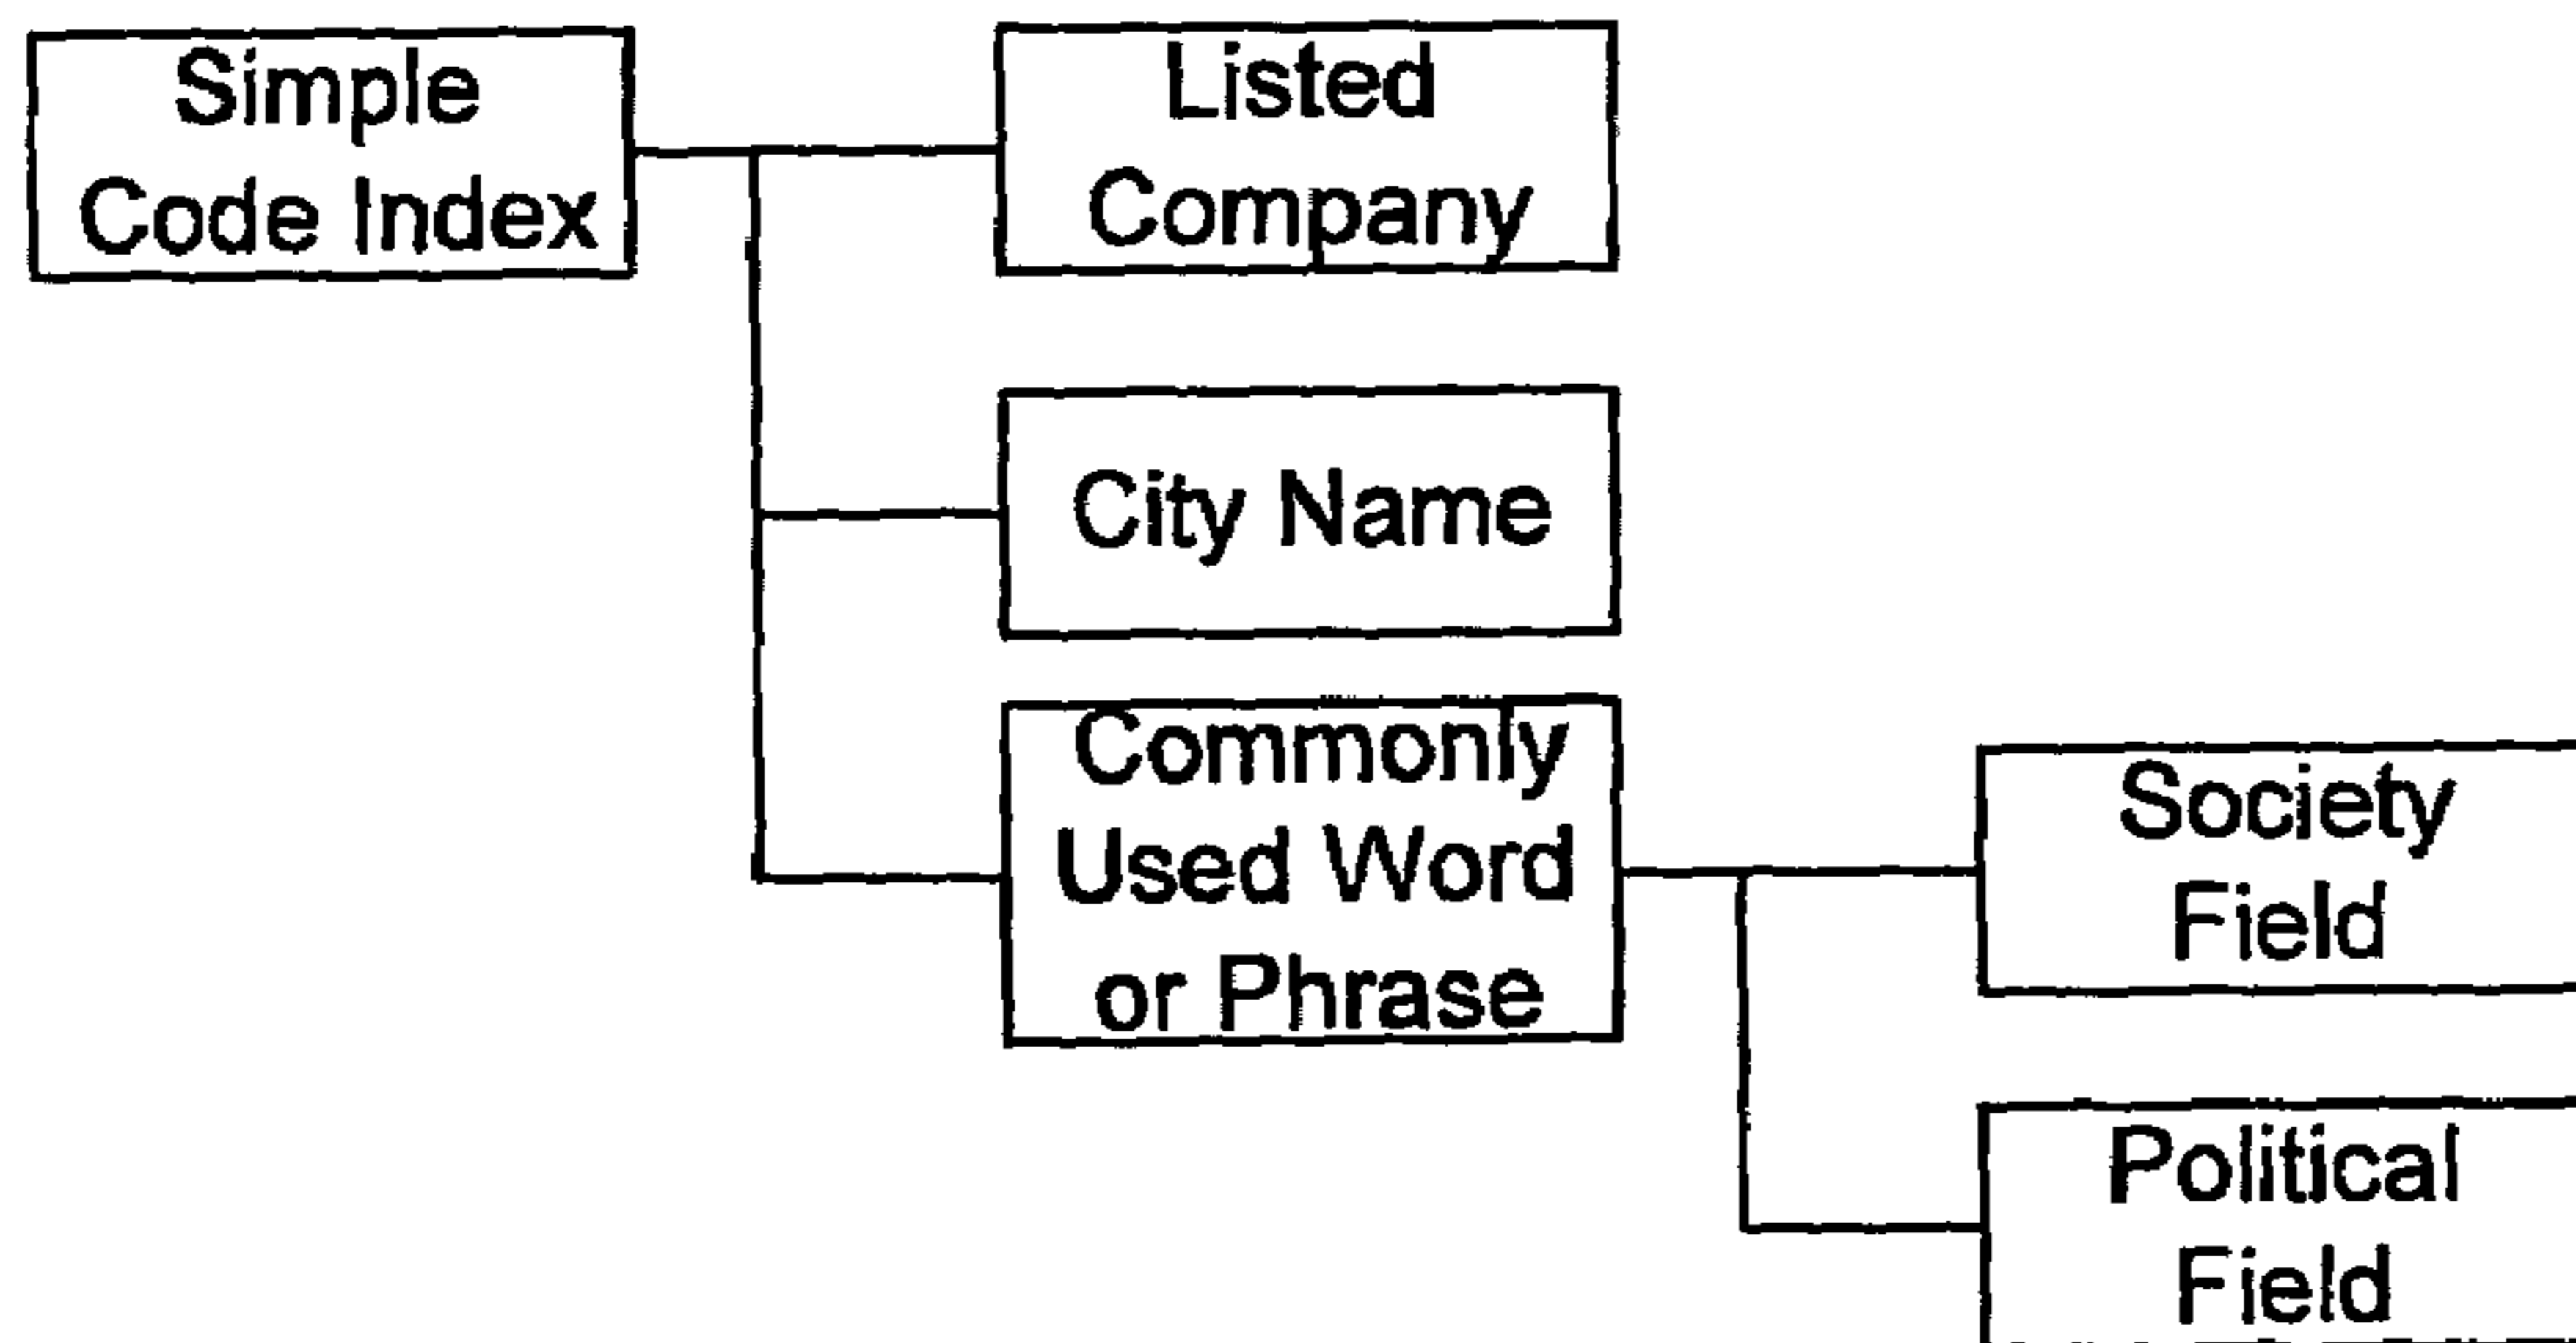 Simple
Code Index
Listed
Company
City Name
Commonly
Used Word
or Phrase
Society
Field
Political
Field